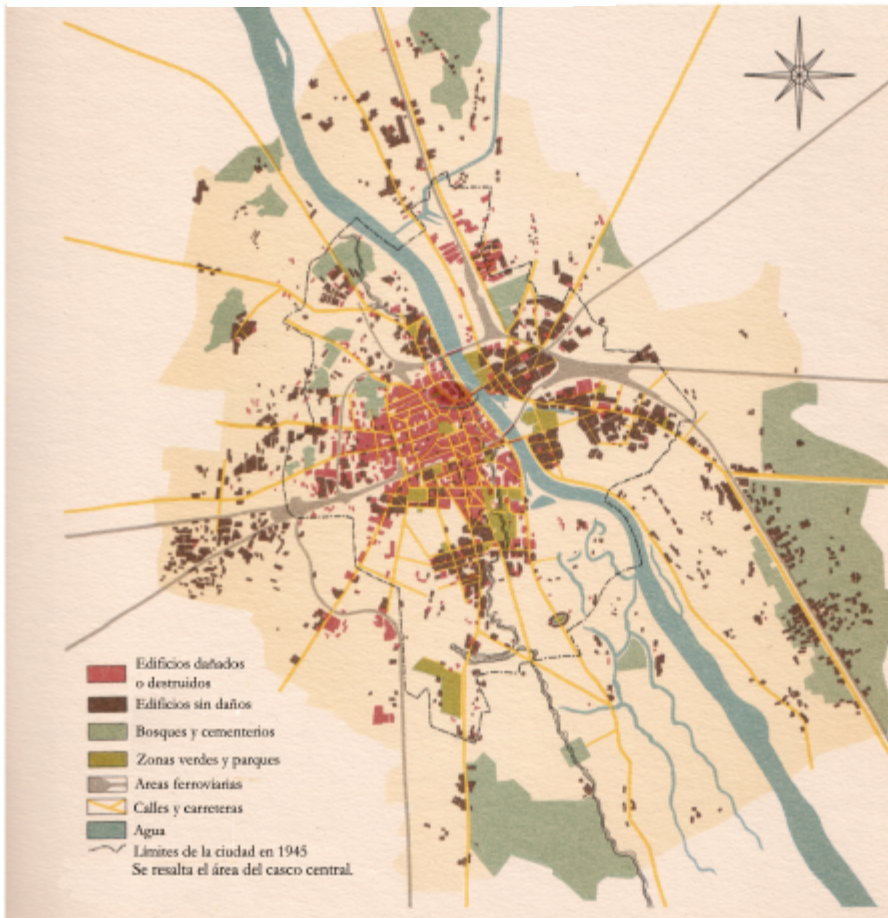 Edificios dañados
o destruidos
Edificios sin daños
Bosques y cementerios
Zonas verdes y parques
Areas ferroviarias
Calles y carreteras
Agua
Límites de la ciudad en 1945
Se resalta el área del casco central.